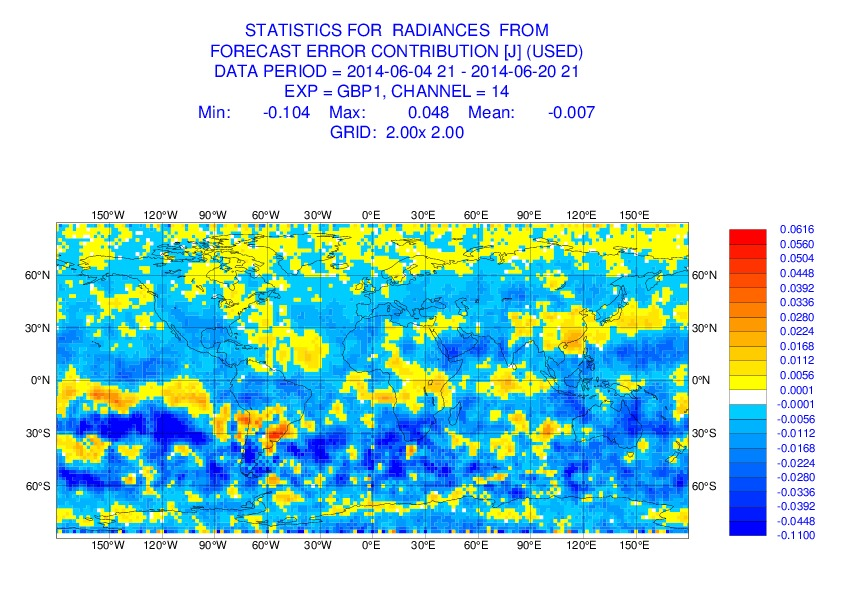 STATISTICS FOR RADIANCES FROM
FORECAST ERROR CONTRIBUTION [J] (USED)
DATA PERIOD = 2014-06-04 21 - 2014-06-20 21
EXP = GBP1, CHANNEL = 14
Min: -0.104 Max: 0.048 Mean: -0.007
GRID: 2.00x 2.00
150°W 120°W 90°W 60°W 30°W 0°E 30°E 60°E 90°E 120°E 150°E
60°N 60°N
30°N 30°N
0°N 0°N
30°S 30°S
60°S 60°S
150°W 120°W 90°W 60°W 30°W 0°E 30°E 60°E 90°E 120°E 150°E
0.0616
0.0560
0.0504
0.0448
0.0392
0.0336
0.0280
0.0224
0.0168
0.0112
0.0056
0.0001
-0.0001
-0.0056
-0.0112
-0.0168
-0.0224
-0.0280
-0.0336
-0.0392
-0.0448
-0.1100